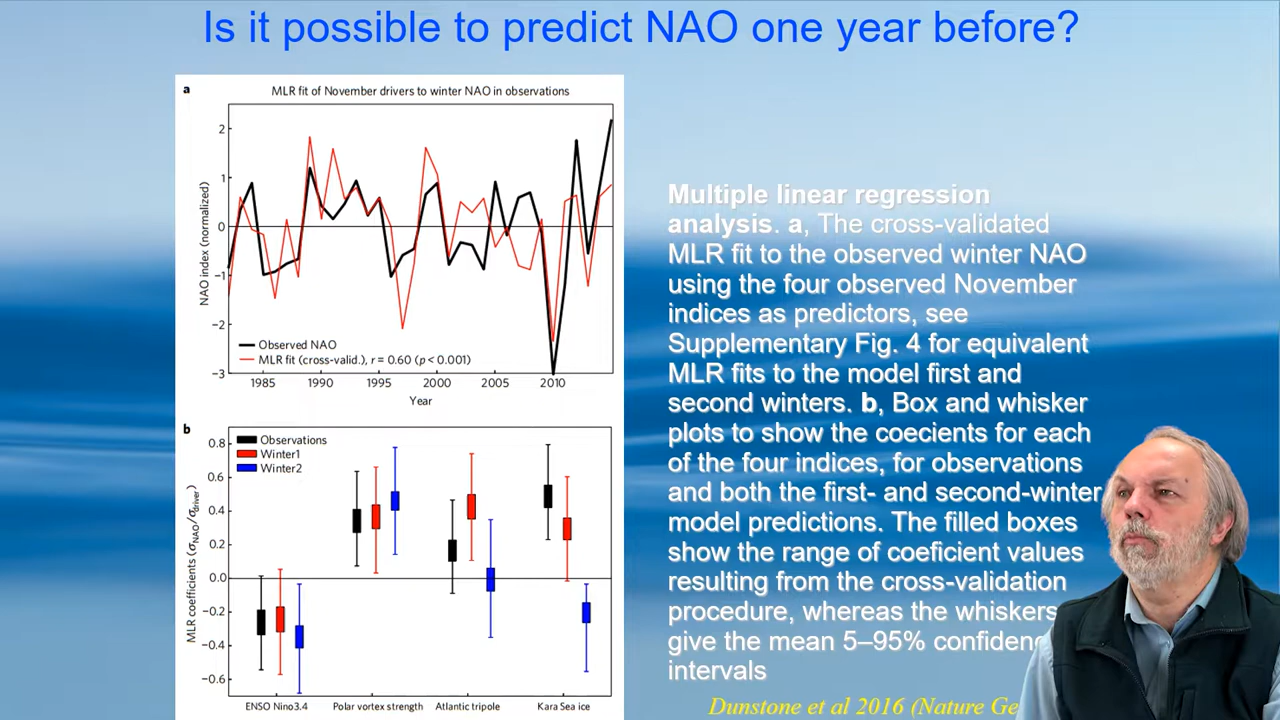 Is it possible to predict NAO one year before?
a
MLR fit of November drivers to winter NAO in observations
NAO index (normalized)
2
1
0
−1
−2
−3
Observed NAO
MLR fit (cross-valid.), r = 0.60 (p < 0.001)
1985 1990 1995 2000 2005 2010
Year
b
MLR coefficients (σNAO/σdriver)
0.8
0.6
0.4
0.2
0.0
−0.2
−0.4
−0.6
Observations
Winter1
Winter2
ENSO Nino3.4 Polar vortex strength Atlantic tripole Kara Sea ice
Multiple linear regression
analysis. a, The cross-validated
MLR fit to the observed winter NAO
using the four observed November
indices as predictors, see
Supplementary Fig. 4 for equivalent
MLR fits to the model first and
second winters. b, Box and whisker
plots to show the coecients for each
of the four indices, for observations
and both the first- and second-winter
model predictions. The filled boxes
show the range of coeficient values
resulting from the cross-validation
procedure, whereas the whiskers
give the mean 5–95% confidenc
intervals
Dunstone et al 2016 (Nature Ge